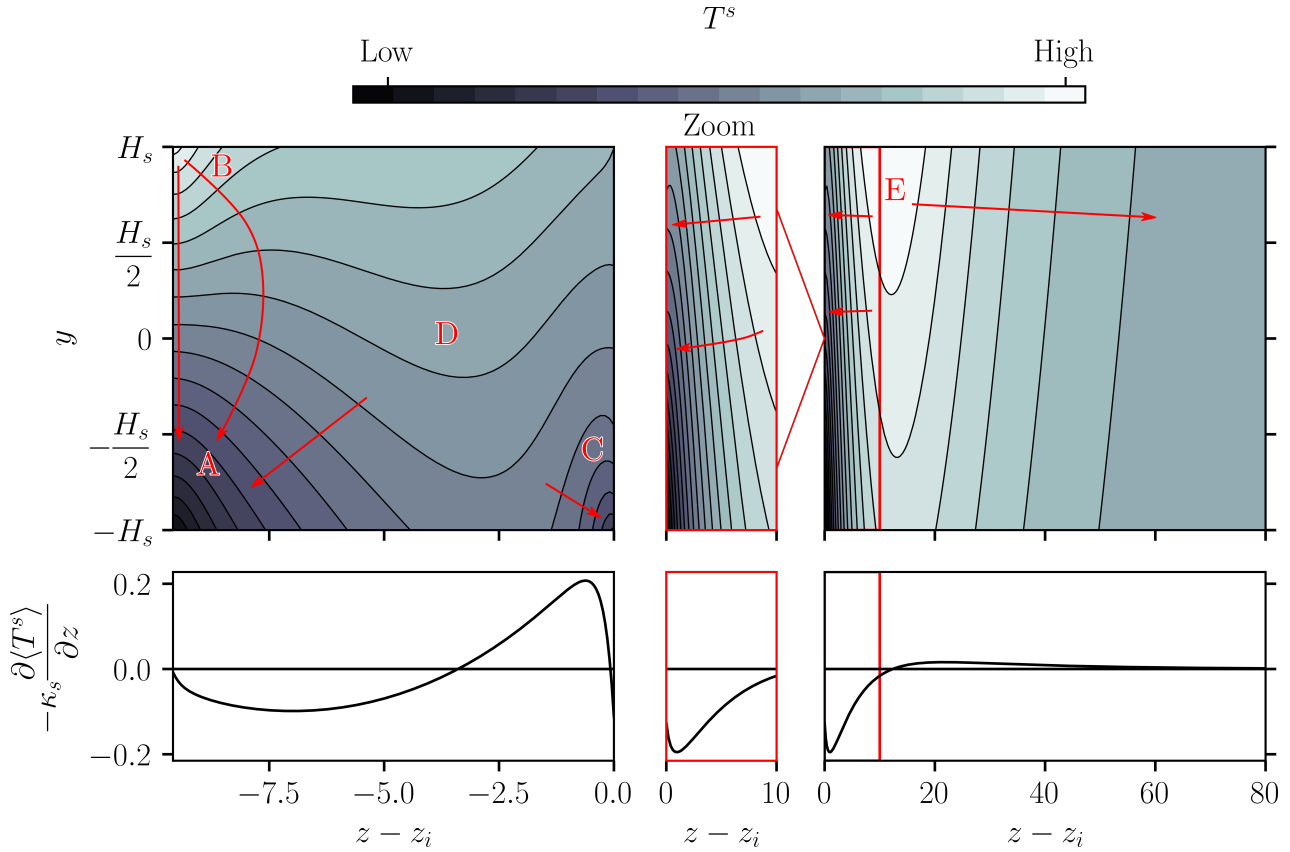 T^s
Low High
Zoom
H_s
H_s/2
y
0
−H_s/2
−H_s
A
B
C
D
E
−κ_s ∂⟨T^s⟩/∂z
0.2
0.0
−0.2
−7.5 −5.0 −2.5 0.0
0 10
0 20 40 60 80
z − z_i
z − z_i
z − z_i